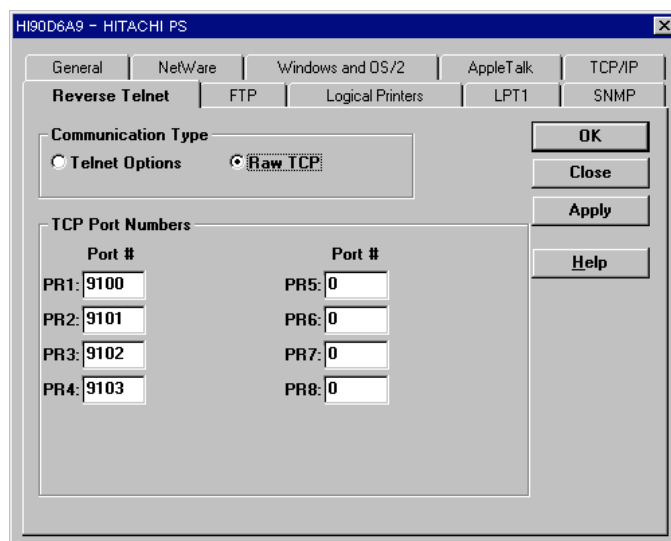 HI90D6A9 - HITACHI PS
General NetWare Windows and OS/2 AppleTalk TCP/IP
Reverse Telnet FTP Logical Printers LPT1 SNMP
Communication Type
Telnet Options Raw TCP
OK
Close
Apply
Help
TCP Port Numbers
Port # Port #
PR1: 9100 PR5: 0
PR2: 9101 PR6: 0
PR3: 9102 PR7: 0
PR4: 9103 PR8: 0